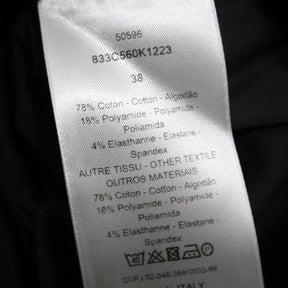 50596
833C560K1223
38
78% Coton - Cotton - Algodão
18% Polyamide - Polyamide -
Poliamida
4% Elasthanne - Elastane -
Spandex
AUTRE TISSU - OTHER TEXTILE
OUTROS MATERIAIS
78% Coton - Cotton - Algodão
18% Polyamide - Polyamide -
Poliamida
4% Elasthanne - Elastane -
Spandex
ITALY